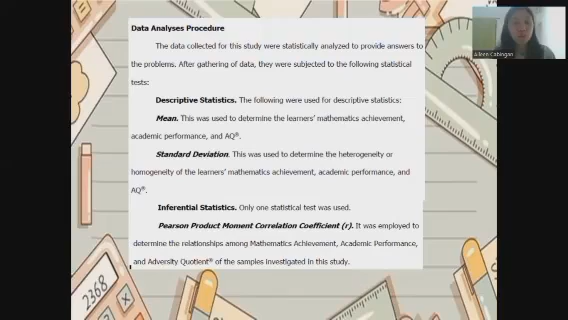 Data Analyses Procedure
The data collected for this study were statistically analyzed to provide answers to
the problems. After gathering of data, they were subjected to the following statistical
tests:
Descriptive Statistics. The following were used for descriptive statistics:
Mean. This was used to determine the learners' mathematics achievement,
academic performance, and AQ®.
Standard Deviation. This was used to determine the heterogeneity or
homogeneity of the learners' mathematics achievement, academic performance, and
AQ®.
Inferential Statistics. Only one statistical test was used.
Pearson Product Moment Correlation Coefficient (r). It was employed to
determine the relationships among Mathematics Achievement, Academic Performance,
and Adversity Quotient® of the samples investigated in this study.
Aileen Cabingan
2368